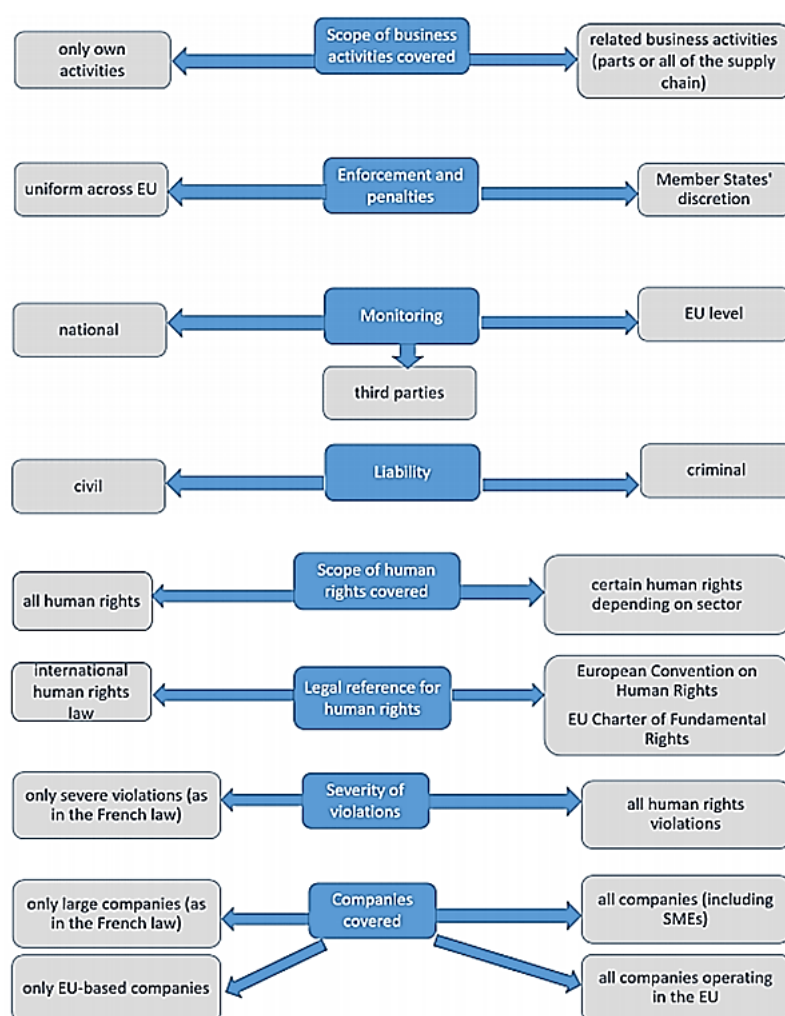 only own
activities
Scope of business
activities covered
related business activities
(parts or all of the supply
chain)
uniform across EU
Enforcement and
penalties
Member States'
discretion
national
Monitoring
EU level
third parties
civil
Liability
criminal
all human rights
Scope of human
rights covered
certain human rights
depending on sector
international
human rights
law
Legal reference for
human rights
European Convention on
Human Rights
EU Charter of Fundamental
Rights
only severe violations (as
in the French law)
Severity of
violations
all human rights
violations
only large companies (as
in the French law)
Companies
covered
all companies (including
SMEs)
only EU-based companies
all companies operating
in the EU